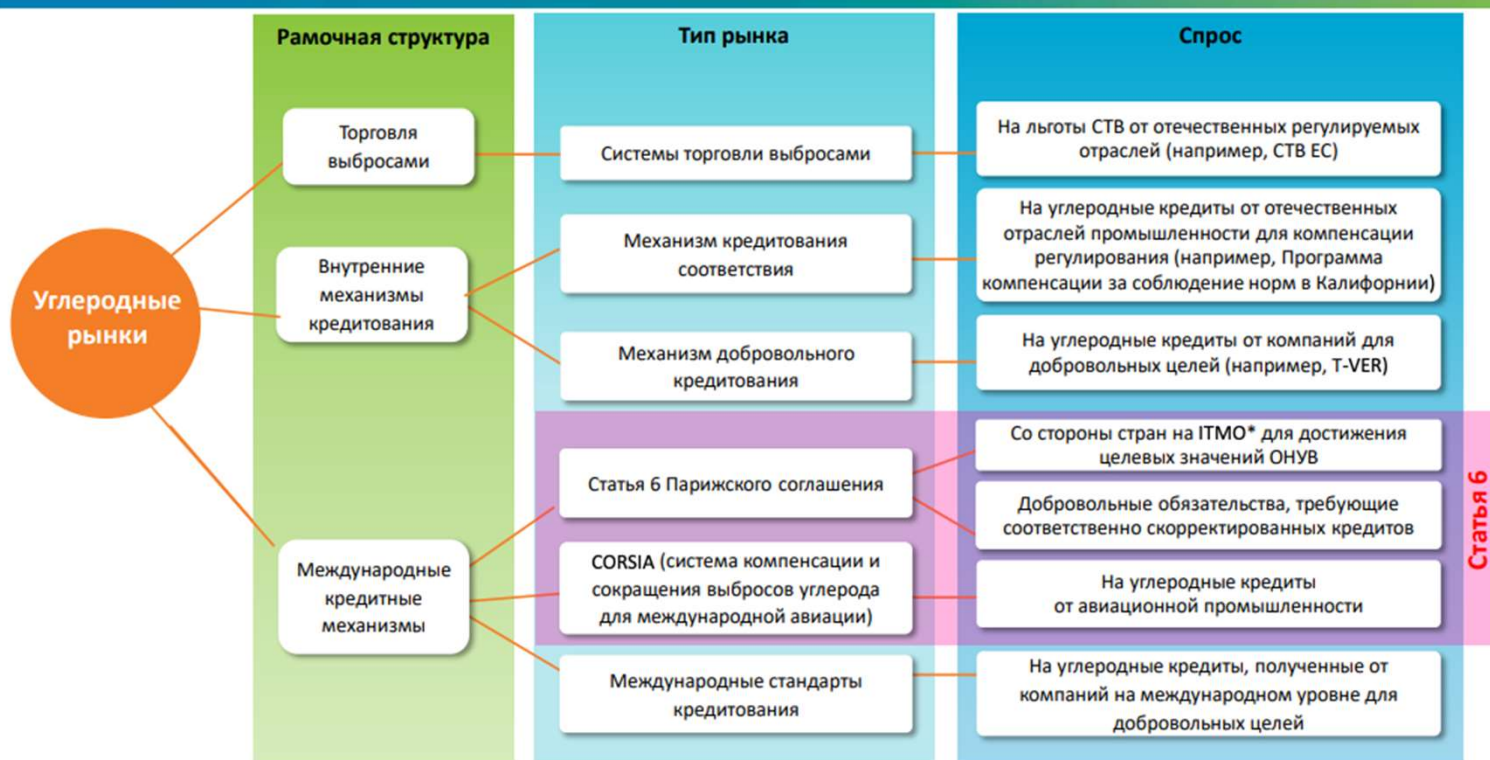 Рамочная структура
Тип рынка
Спрос
Углеродные
рынки
Торговля
выбросами
Системы торговли выбросами
На льготы СТВ от отечественных регулируемых
отраслей (например, СТВ ЕС)
Внутренние
механизмы
кредитования
Механизм кредитования
соответствия
На углеродные кредиты от отечественных
отраслей промышленности для компенсации
регулирования (например, Программа
компенсации за соблюдение норм в Калифорнии)
Механизм добровольного
кредитования
На углеродные кредиты от компаний для
добровольных целей (например, T-VER)
Международные
кредитные
механизмы
Статья 6 Парижского соглашения
Со стороны стран на ITMO* для достижения
целевых значений ОНУВ
Добровольные обязательства, требующие
соответственно скорректированных кредитов
CORSIA (система компенсации и
сокращения выбросов углерода
для международной авиации)
На углеродные кредиты
от авиационной промышленности
Международные стандарты
кредитования
На углеродные кредиты, полученные от
компаний на международном уровне для
добровольных целей
Статья 6